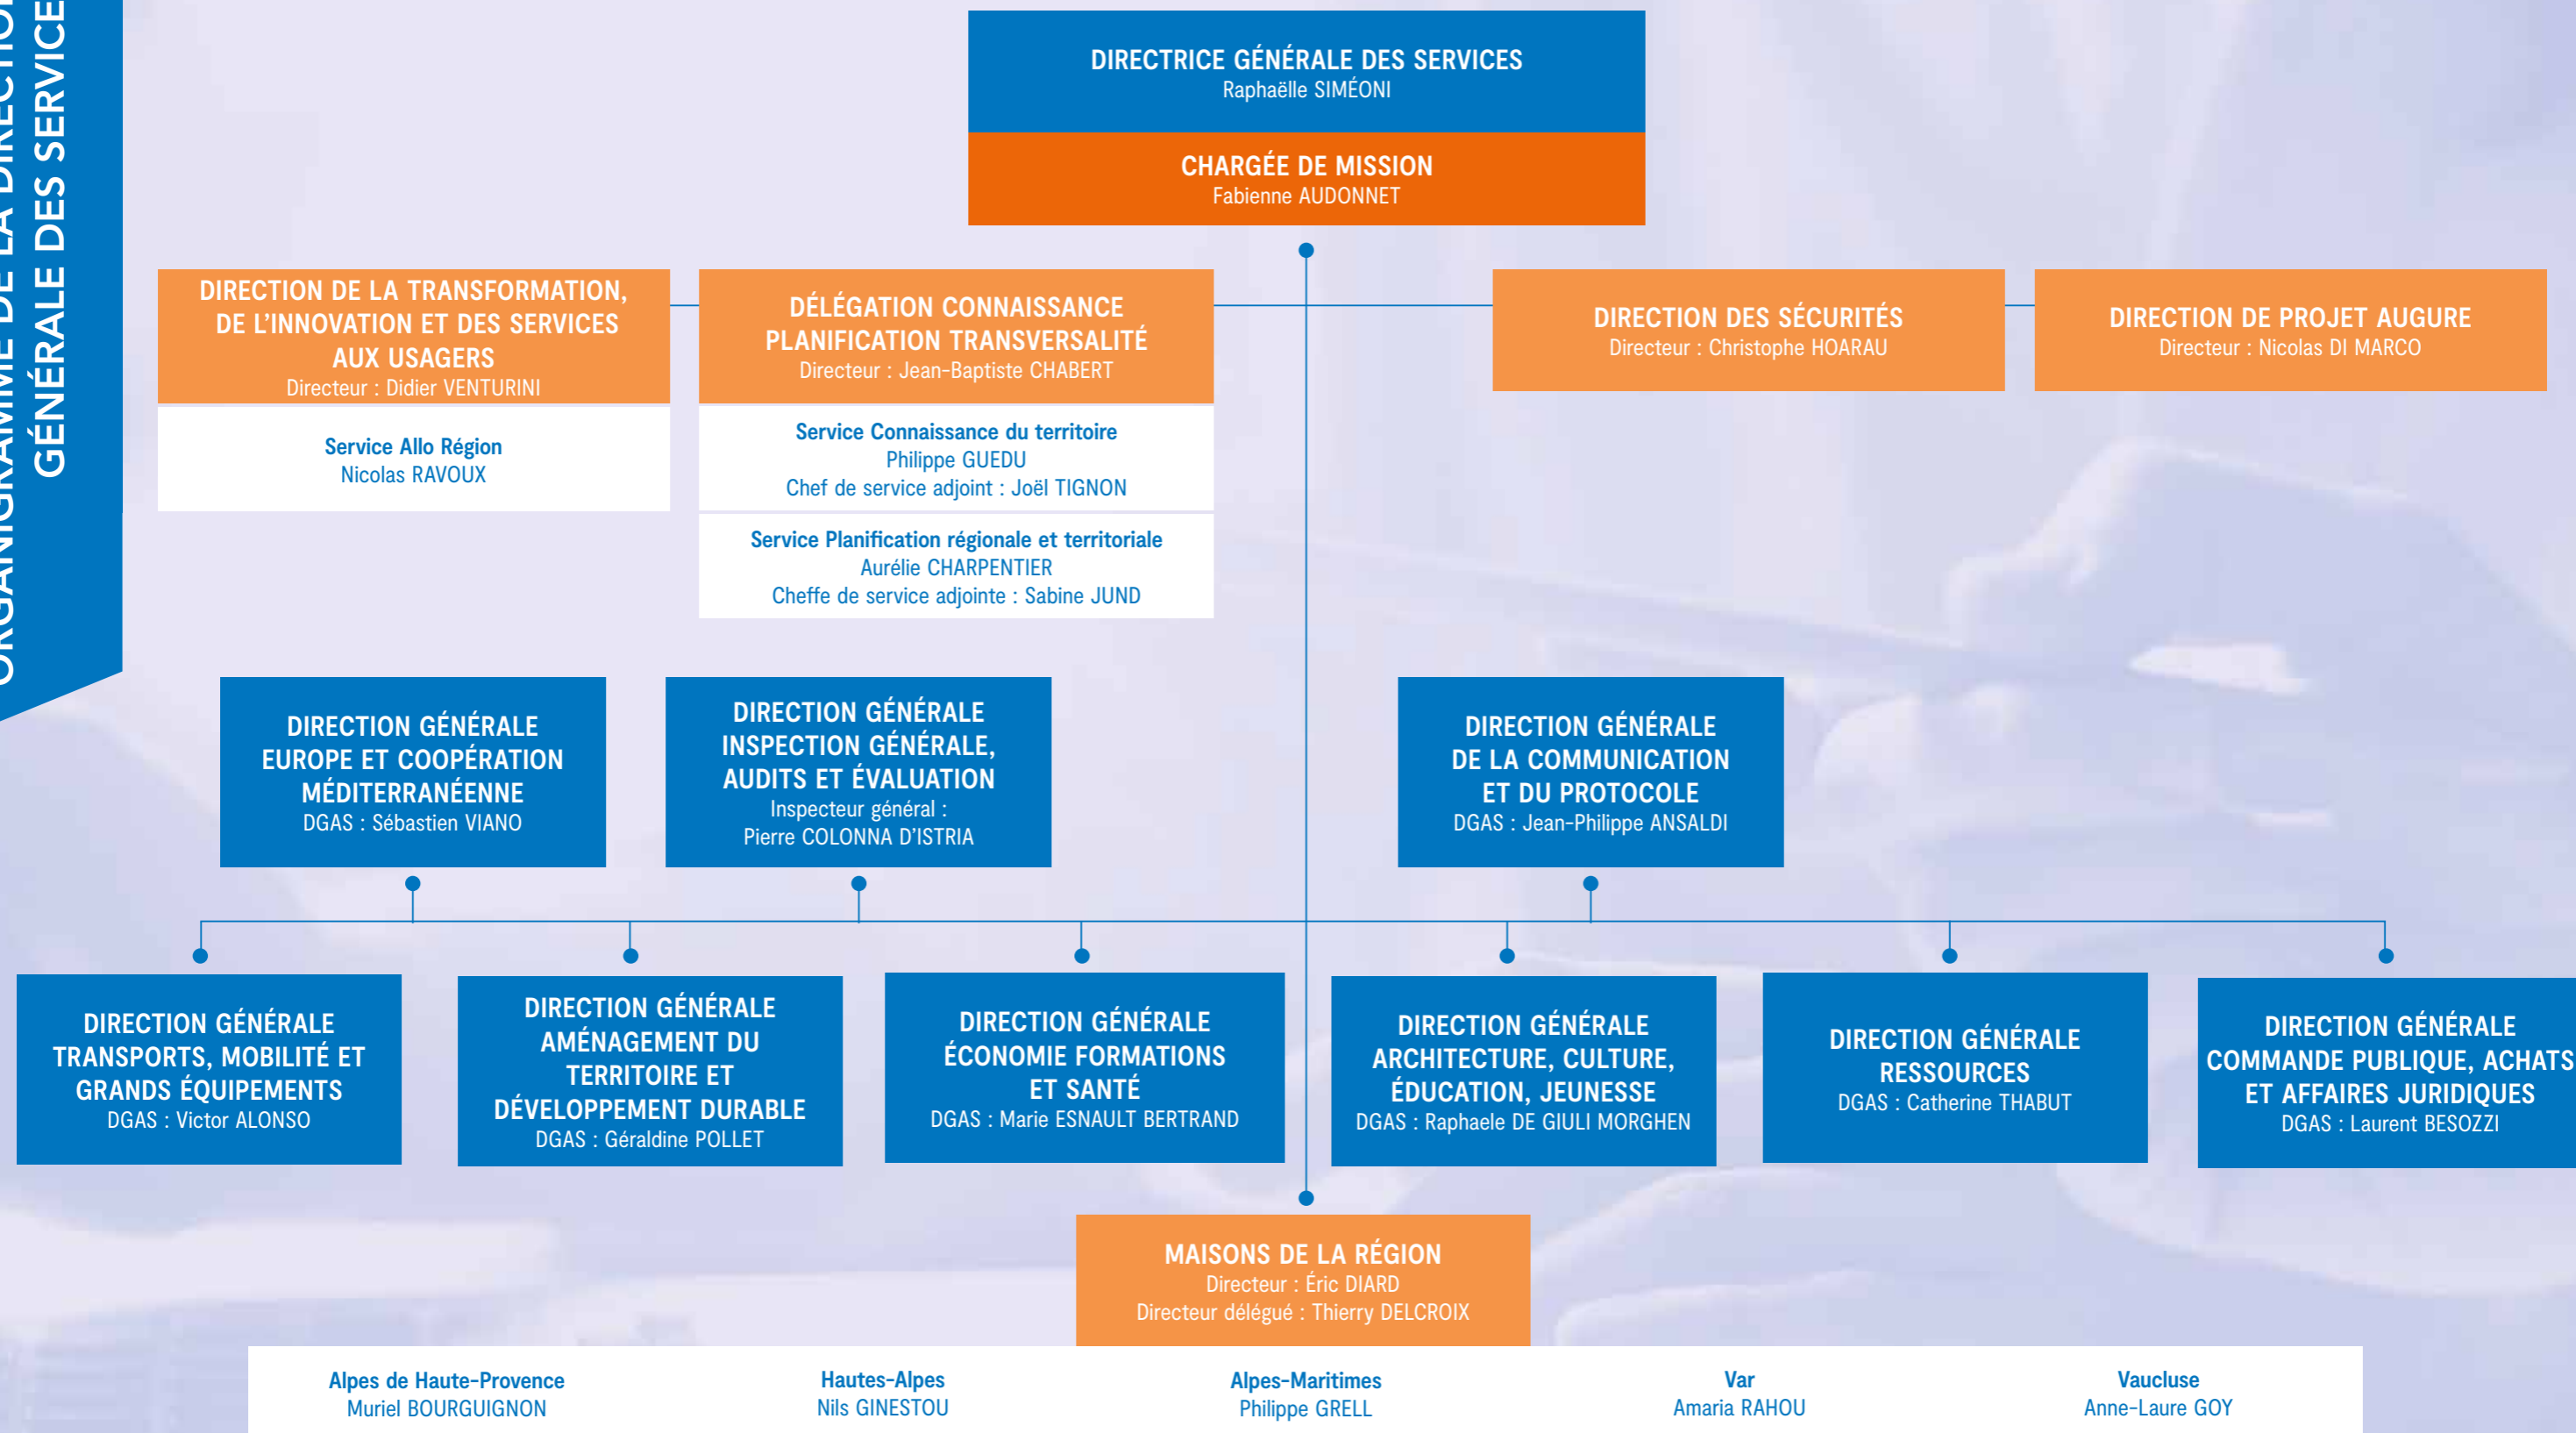 ORGANIGRAMME DE LA DIRECTION
GÉNÉRALE DES SERVICE
DIRECTRICE GÉNÉRALE DES SERVICES
Raphaëlle SIMÉONI
CHARGÉE DE MISSION
Fabienne AUDONNET
DIRECTION DE LA TRANSFORMATION,
DE L'INNOVATION ET DES SERVICES
AUX USAGERS
Directeur : Didier VENTURINI
Service Allo Région
Nicolas RAVOUX
DÉLÉGATION CONNAISSANCE
PLANIFICATION TRANSVERSALITÉ
Directeur : Jean-Baptiste CHABERT
Service Connaissance du territoire
Philippe GUEDU
Chef de service adjoint : Joël TIGNON
Service Planification régionale et territoriale
Aurélie CHARPENTIER
Cheffe de service adjointe : Sabine JUND
DIRECTION DES SÉCURITÉS
Directeur : Christophe HOARAU
DIRECTION DE PROJET AUGURE
Directeur : Nicolas DI MARCO
DIRECTION GÉNÉRALE
EUROPE ET COOPÉRATION
MÉDITERRANÉENNE
DGAS : Sébastien VIANO
DIRECTION GÉNÉRALE
INSPECTION GÉNÉRALE,
AUDITS ET ÉVALUATION
Inspecteur général :
Pierre COLONNA D'ISTRIA
DIRECTION GÉNÉRALE
DE LA COMMUNICATION
ET DU PROTOCOLE
DGAS : Jean-Philippe ANSALDI
DIRECTION GÉNÉRALE
TRANSPORTS, MOBILITÉ ET
GRANDS ÉQUIPEMENTS
DGAS : Victor ALONSO
DIRECTION GÉNÉRALE
AMÉNAGEMENT DU
TERRITOIRE ET
DÉVELOPPEMENT DURABLE
DGAS : Géraldine POLLET
DIRECTION GÉNÉRALE
ÉCONOMIE FORMATIONS
ET SANTÉ
DGAS : Marie ESNAULT BERTRAND
DIRECTION GÉNÉRALE
ARCHITECTURE, CULTURE,
ÉDUCATION, JEUNESSE
DGAS : Raphaele DE GIULI MORGHEN
DIRECTION GÉNÉRALE
RESSOURCES
DGAS : Catherine THABUT
DIRECTION GÉNÉRALE
COMMANDE PUBLIQUE, ACHATS
ET AFFAIRES JURIDIQUES
DGAS : Laurent BESOZZI
MAISONS DE LA RÉGION
Directeur : Éric DIARD
Directeur délégué : Thierry DELCROIX
Alpes de Haute-Provence
Muriel BOURGUIGNON
Hautes-Alpes
Nils GINESTOU
Alpes-Maritimes
Philippe GRELL
Var
Amaria RAHOU
Vaucluse
Anne-Laure GOY